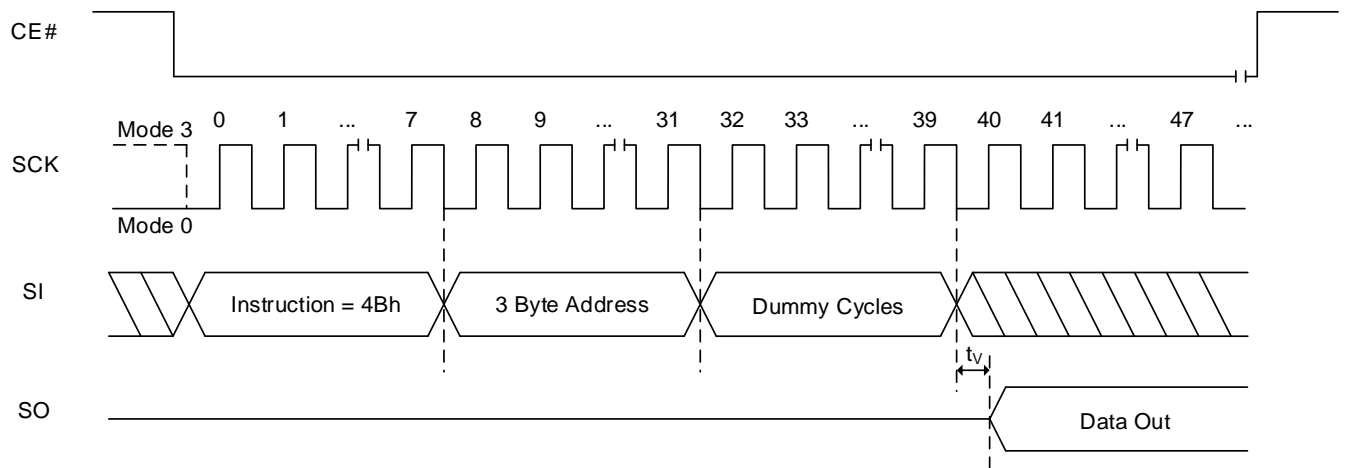 CE#
0 1 ... 7 8 9 ... 31 32 33 ... 39 40 41 ... 47 ...
Mode 3
SCK
Mode 0
SI
Instruction = 4Bh
3 Byte Address
Dummy Cycles
tV
SO
Data Out